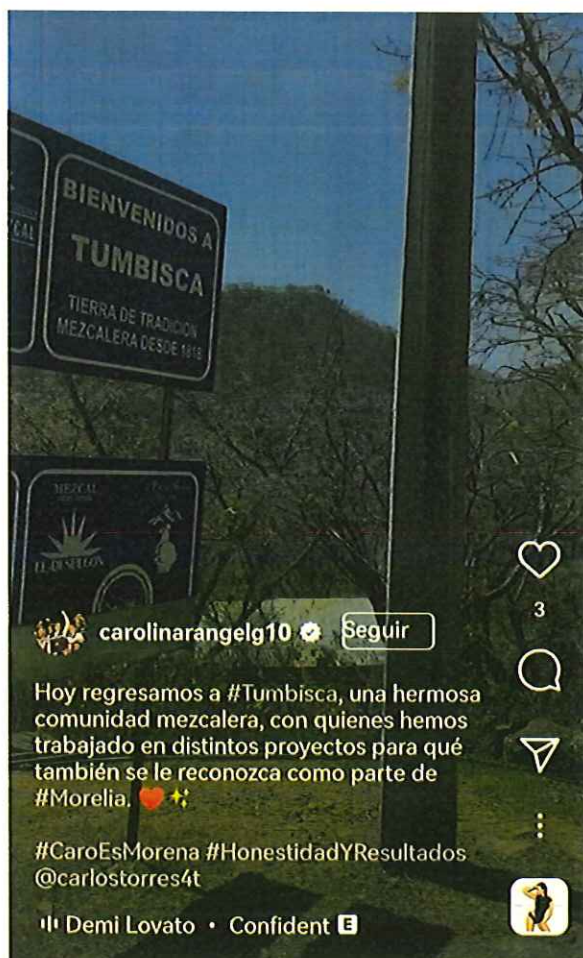 BIENVENIDOS A
TUMBISCA
TIERRA DE TRADICION
MEZCALERA DESDE 1818
MEZCAL
carolinarangelg10
Seguir
3
Hoy regresamos a #Tumbisca, una hermosa
comunidad mezcalera, con quienes hemos
trabajado en distintos proyectos para qué
también se le reconozca como parte de
#Morelia. ❤️✨
#CaroEsMorena #HonestidadYResultados
@carlostorres4t
Demi Lovato • Confident E